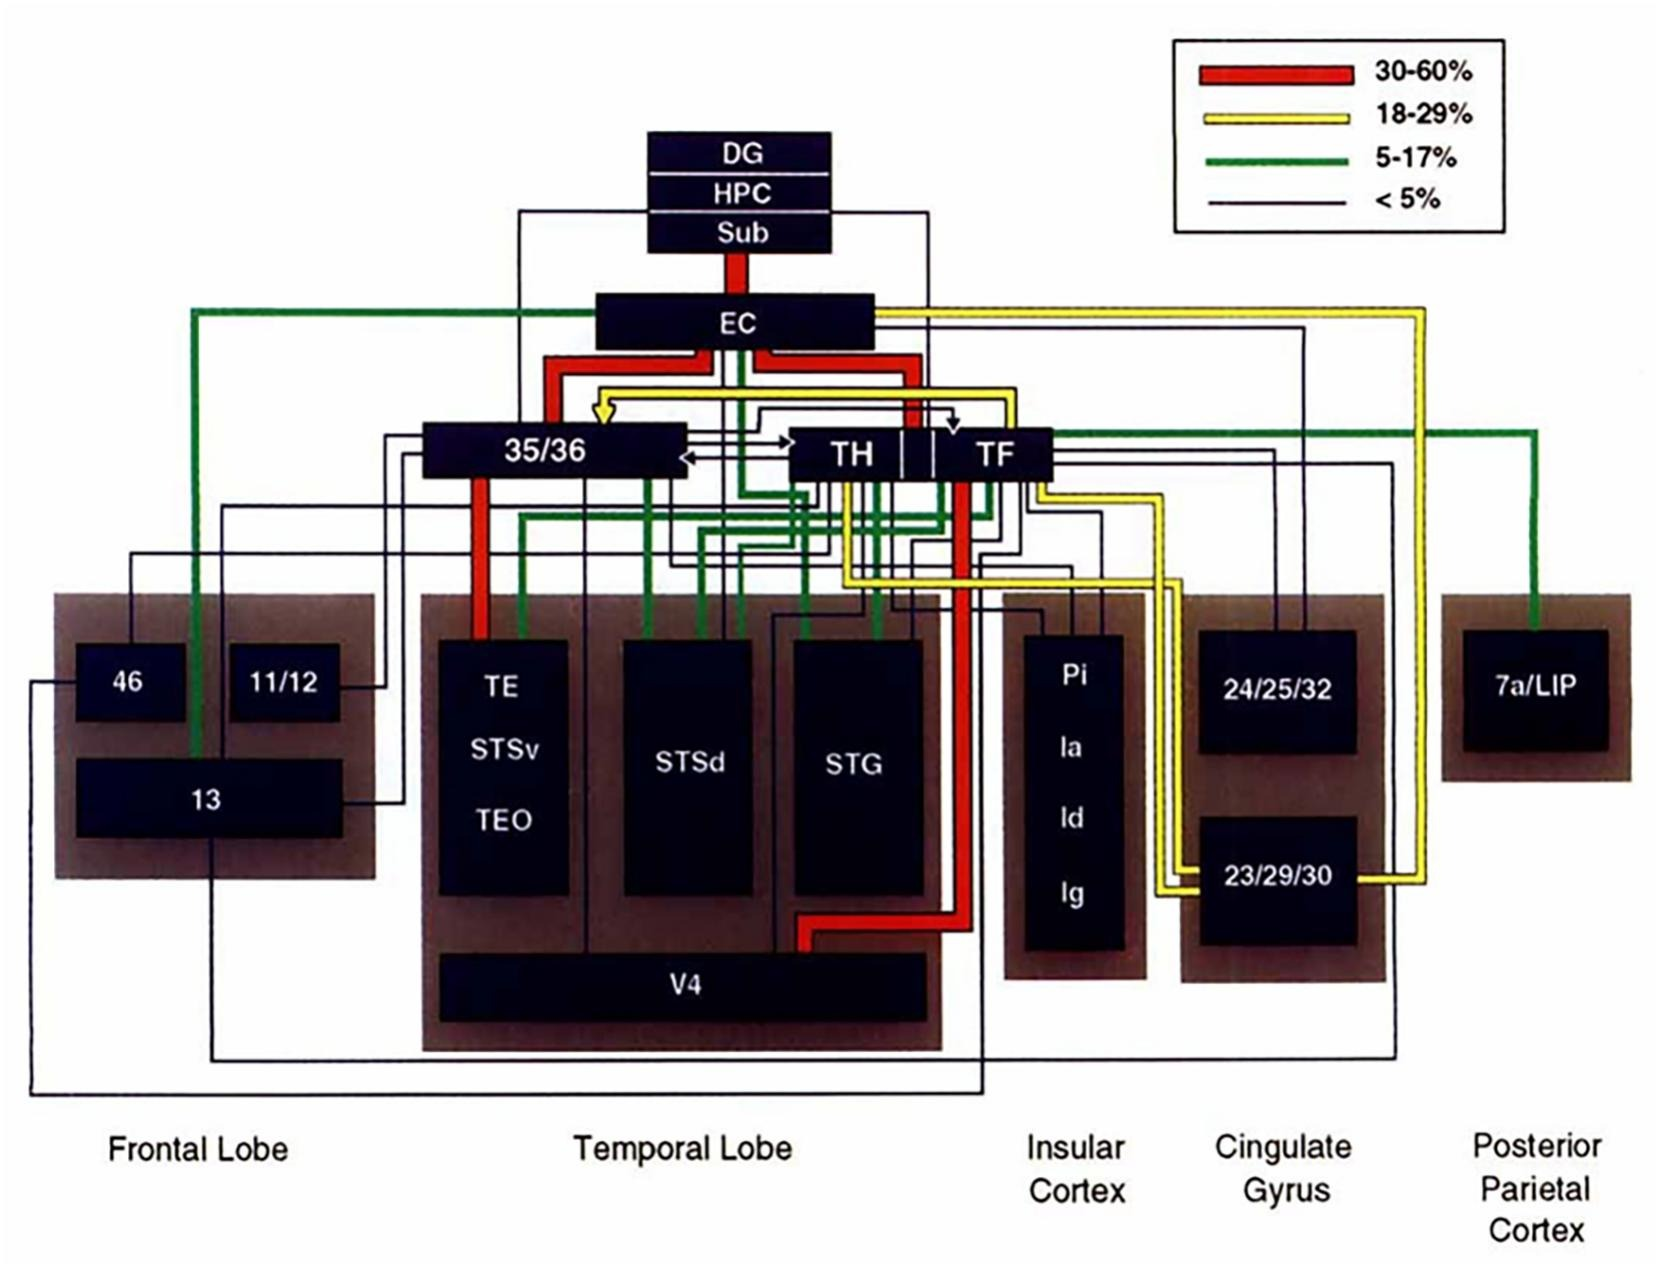 30-60%
18-29%
5-17%
< 5%
DG
HPC
Sub
EC
35/36
TH
TF
46
11/12
13
TE
STSv
TEO
STSd
STG
V4
Pi
Ia
Id
Ig
24/25/32
23/29/30
7a/LIP
Frontal Lobe
Temporal Lobe
Insular
Cortex
Cingulate
Gyrus
Posterior
Parietal
Cortex